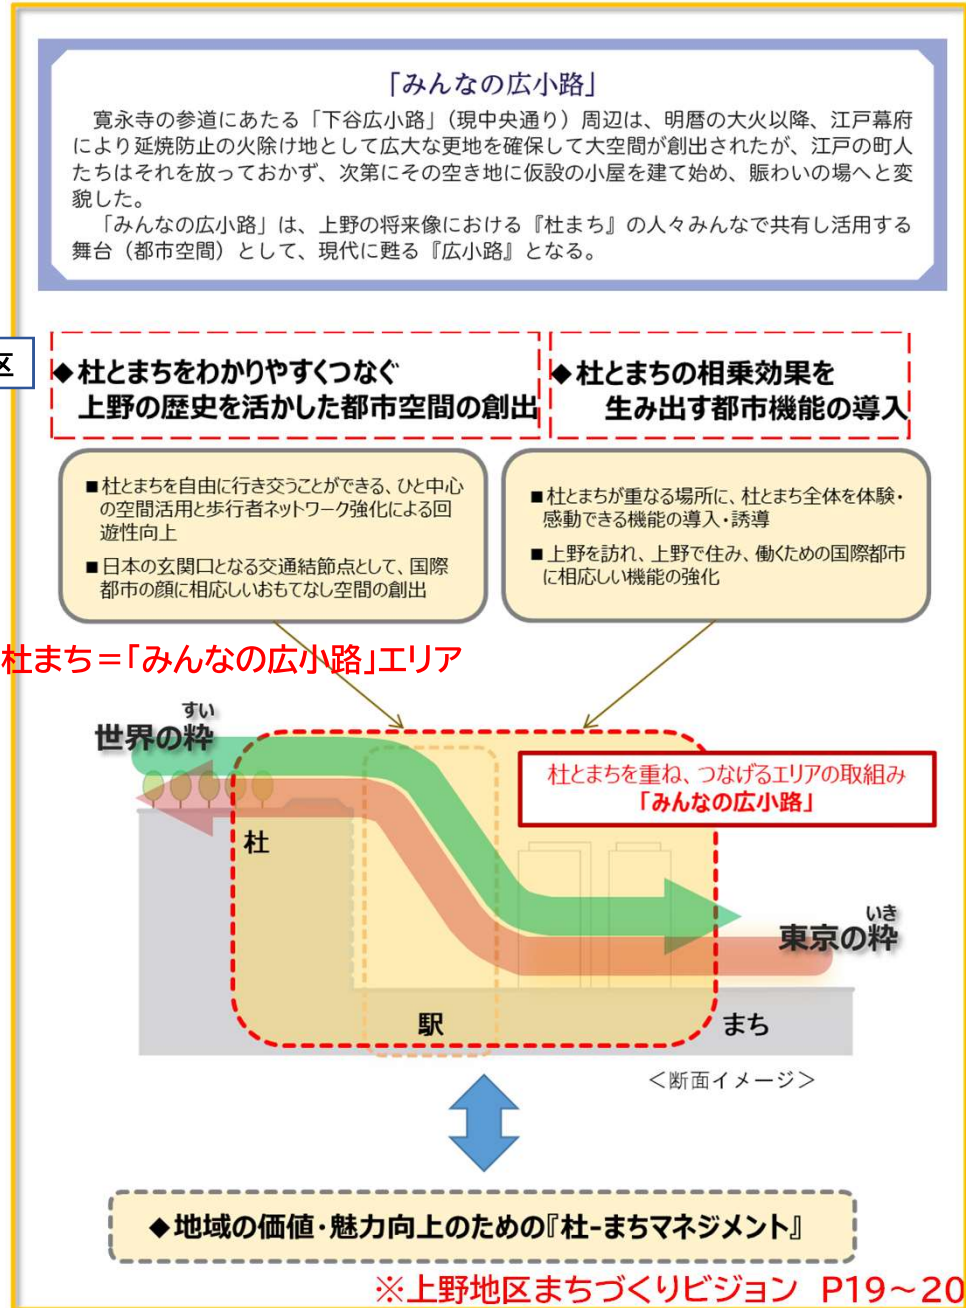 「みんなの広小路」
寛永寺の参道にあたる「下谷広小路」(現中央通り)周辺は、明暦の大火以降、江戸幕府
により延焼防止の火除け地として広大な更地を確保して大空間が創出されたが、江戸の町人
たちはそれを放っておかず、次第にその空き地に仮設の小屋を建て始め、賑わいの場へと変
貌した。
「みんなの広小路」は、上野の将来像における『杜まち』の人々みんなで共有し活用する
舞台(都市空間)として、現代に甦る『広小路』となる。
区
◆杜とまちをわかりやすくつなぐ
上野の歴史を活かした都市空間の創出
◆杜とまちの相乗効果を
生み出す都市機能の導入
■杜とまちを自由に行き交うことができる、ひと中心
の空間活用と歩行者ネットワーク強化による回
遊性向上
■日本の玄関口となる交通結節点として、国際
都市の顔に相応しいおもてなし空間の創出
■杜とまちが重なる場所に、杜とまち全体を体験・
感動できる機能の導入・誘導
■上野を訪れ、上野で住み、働くための国際都市
に相応しい機能の強化
杜まち=「みんなの広小路」エリア
すい
世界の粋
杜とまちを重ね、つなげるエリアの取組み
「みんなの広小路」
杜
いき
東京の粋
駅
まち
<断面イメージ>
◆地域の価値・魅力向上のための『杜-まちマネジメント』
※上野地区まちづくりビジョン P19~20